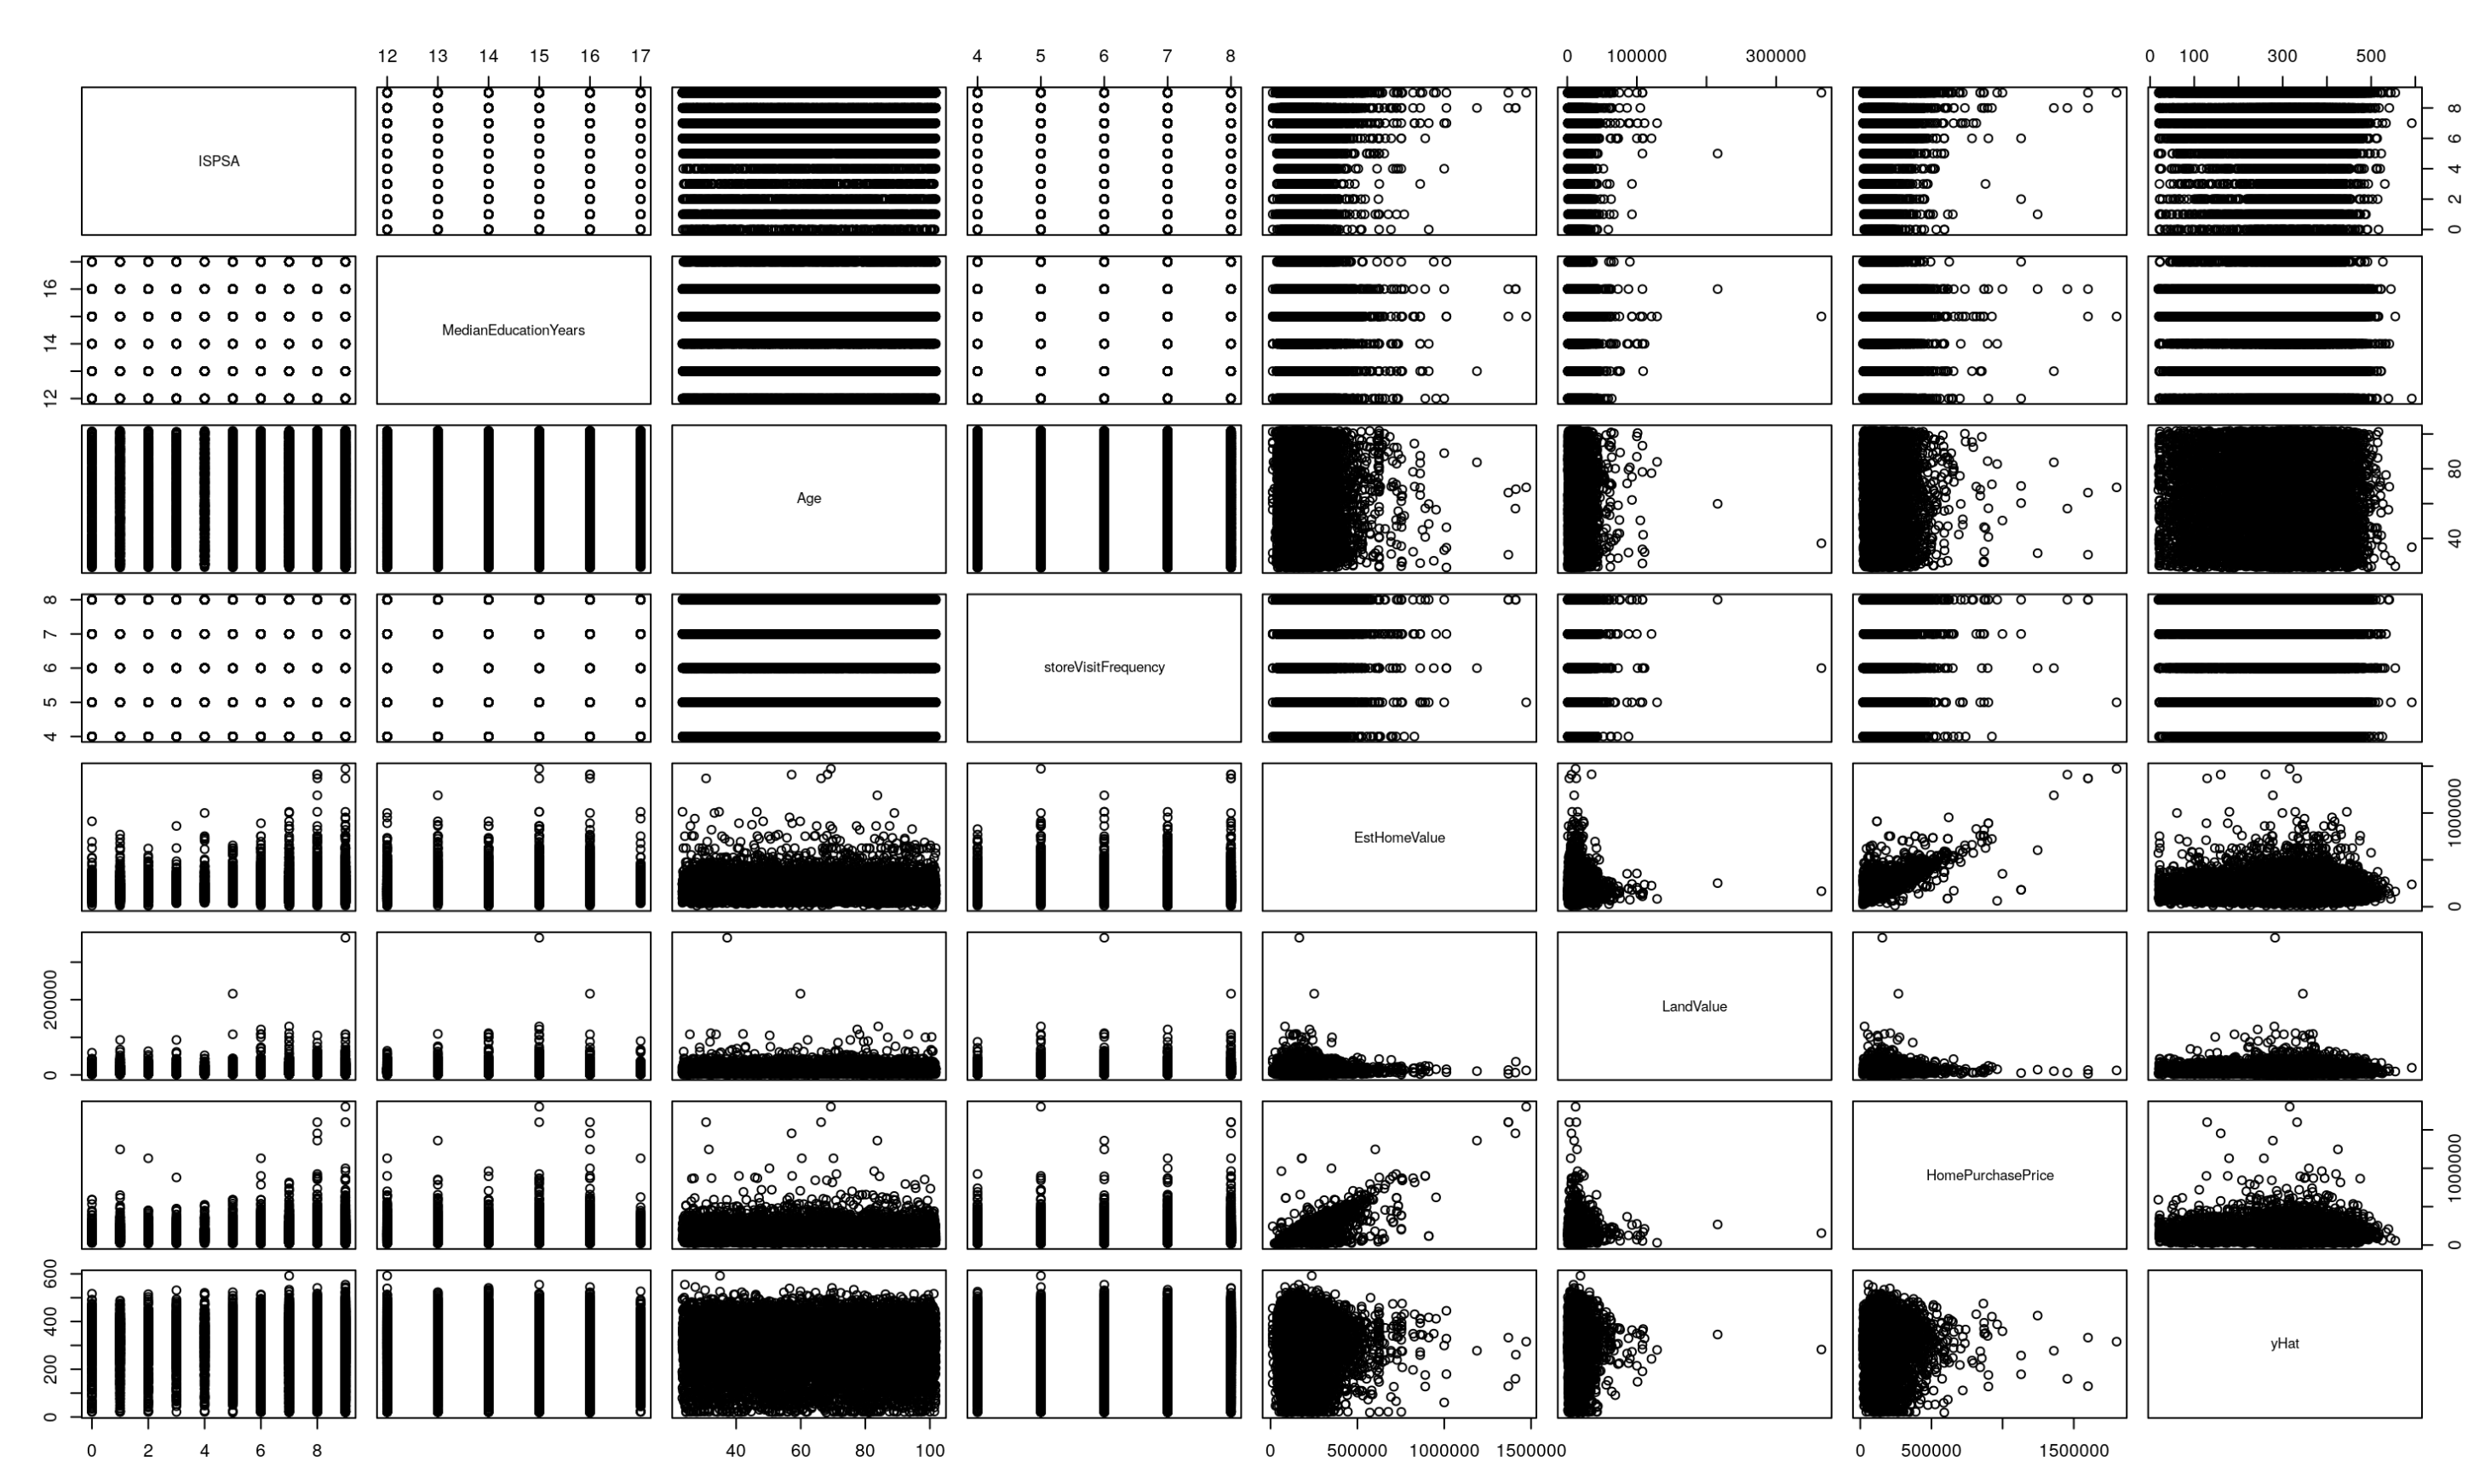 12 13 14 15 16 17 4 5 6 7 8 0 100000 300000 0 100 300 500
ISPSA
0 2 4 6 8
12 14 16
MedianEducationYears
Age
40 80
4 5 6 7 8
storeVisitFrequency
EstHomeValue
0 1000000
0 200000
LandValue
HomePurchasePrice
0 1000000
0 200 400 600
yHat
0 2 4 6 8 40 60 80 100 0 500000 1000000 1500000 0 500000 1500000